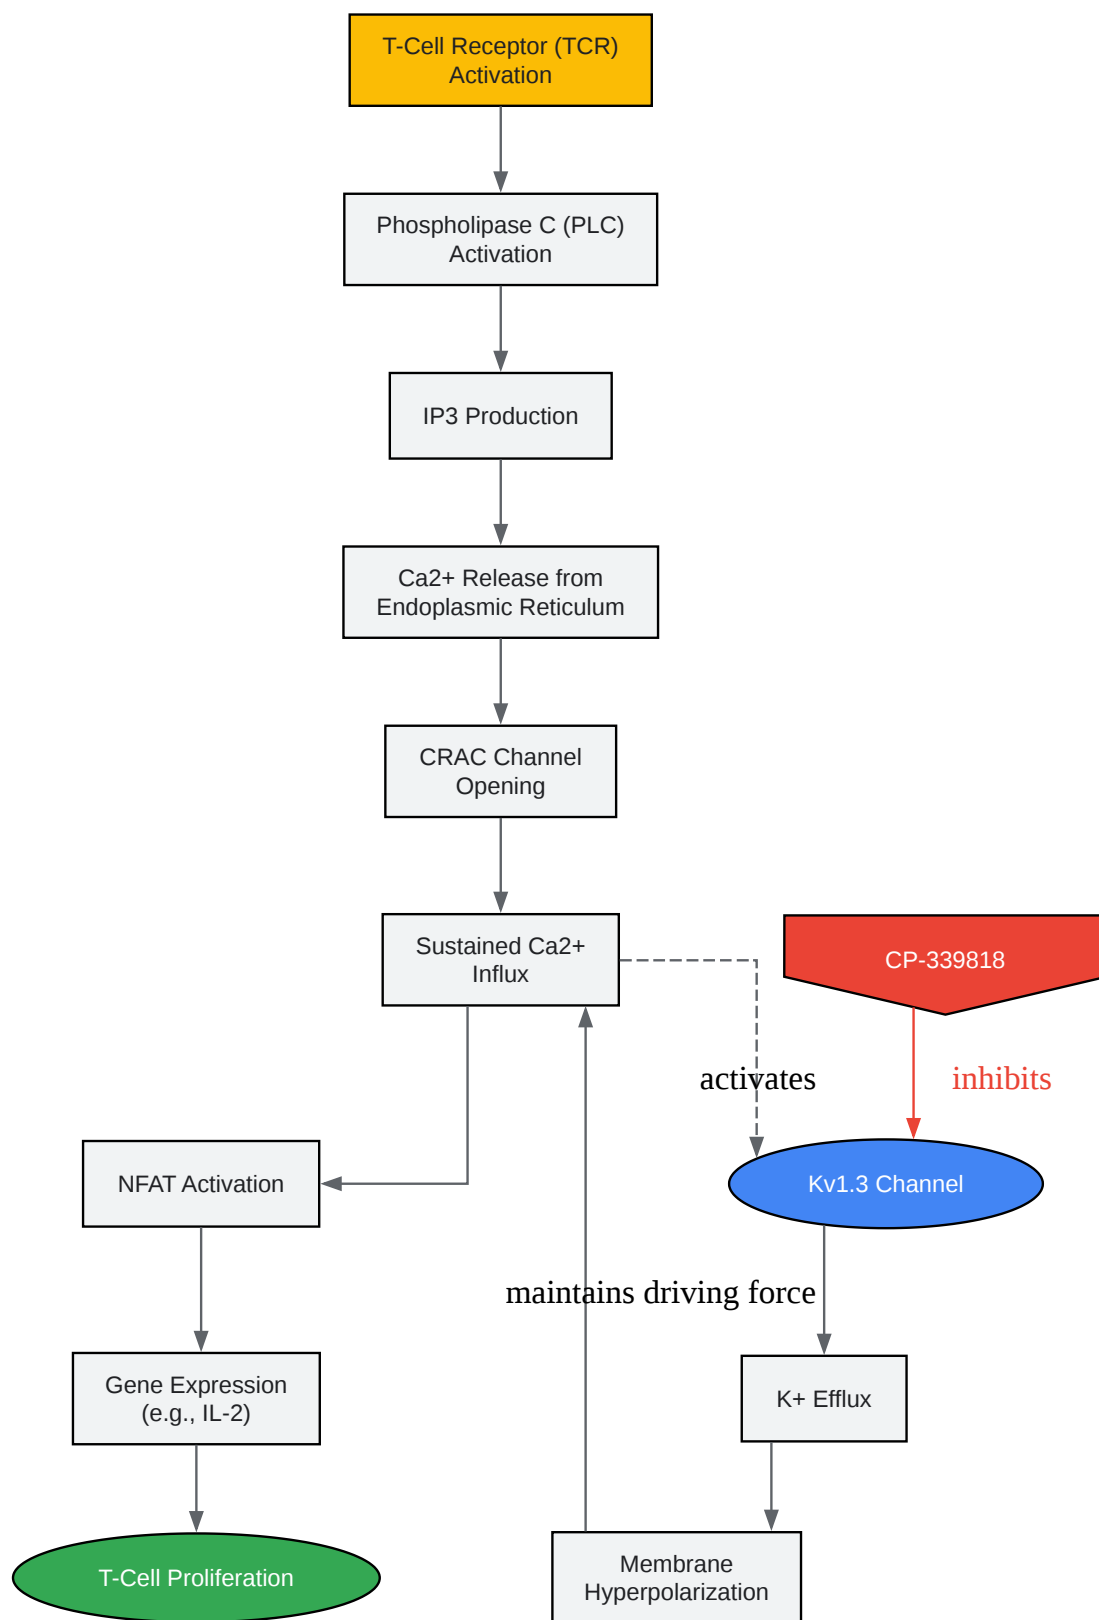 T-Cell Receptor (TCR)
Activation
Phospholipase C (PLC)
Activation
IP3 Production
Ca2+ Release from
Endoplasmic Reticulum
CRAC Channel
Opening
Sustained Ca2+
Influx
CP-339818
activates
inhibits
NFAT Activation
Kv1.3 Channel
maintains driving force
Gene Expression
(e.g., IL-2)
K+ Efflux
T-Cell Proliferation
Membrane
Hyperpolarization